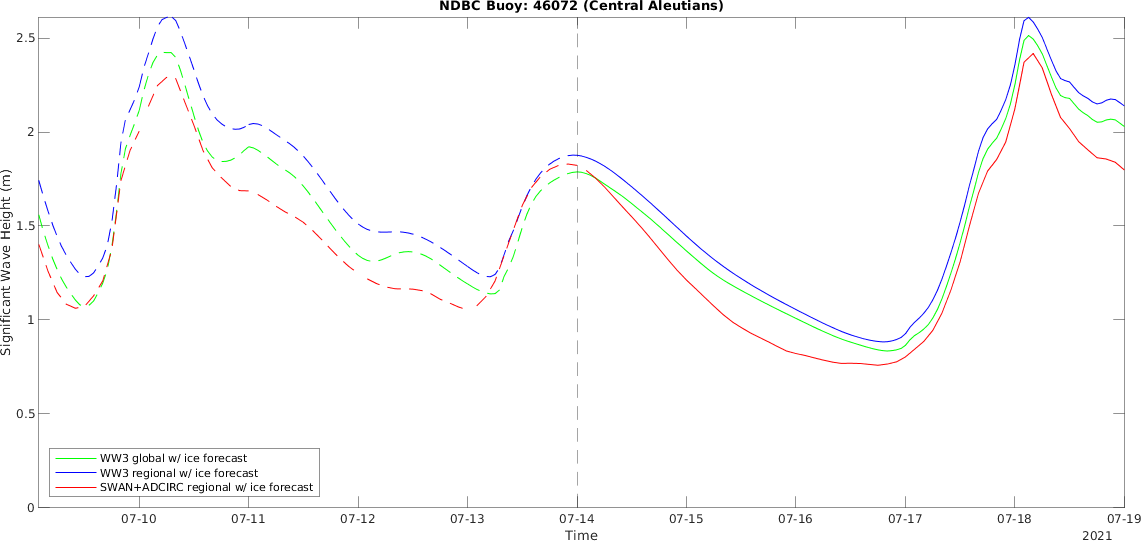 NDBC Buoy: 46072 (Central Aleutians)
2.5
2
1.5
1
0.5
0
Significant Wave Height (m)
WW3 global w/ ice forecast
WW3 regional w/ ice forecast
SWAN+ADCIRC regional w/ ice forecast
07-10 07-11 07-12 07-13 07-14 07-15 07-16 07-17 07-18 07-19
Time
2021